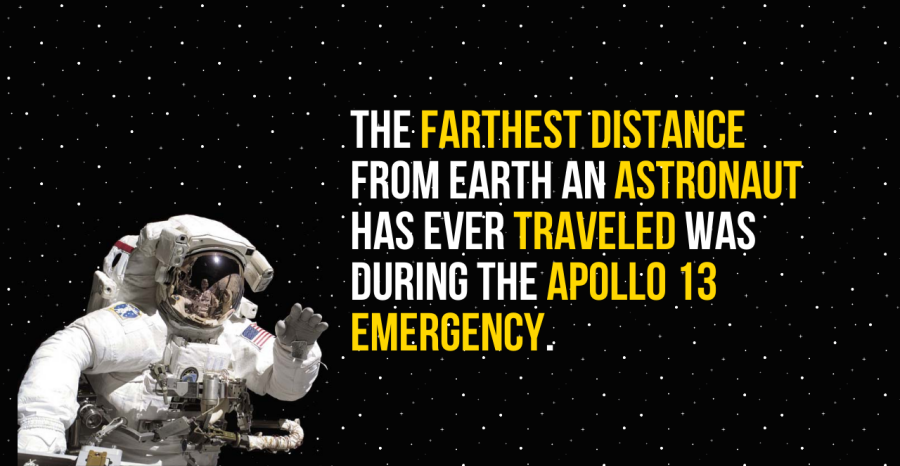 THE FARTHEST DISTANCE
FROM EARTH AN ASTRONAUT
HAS EVER TRAVELED WAS
DURING THE APOLLO 13
EMERGENCY.